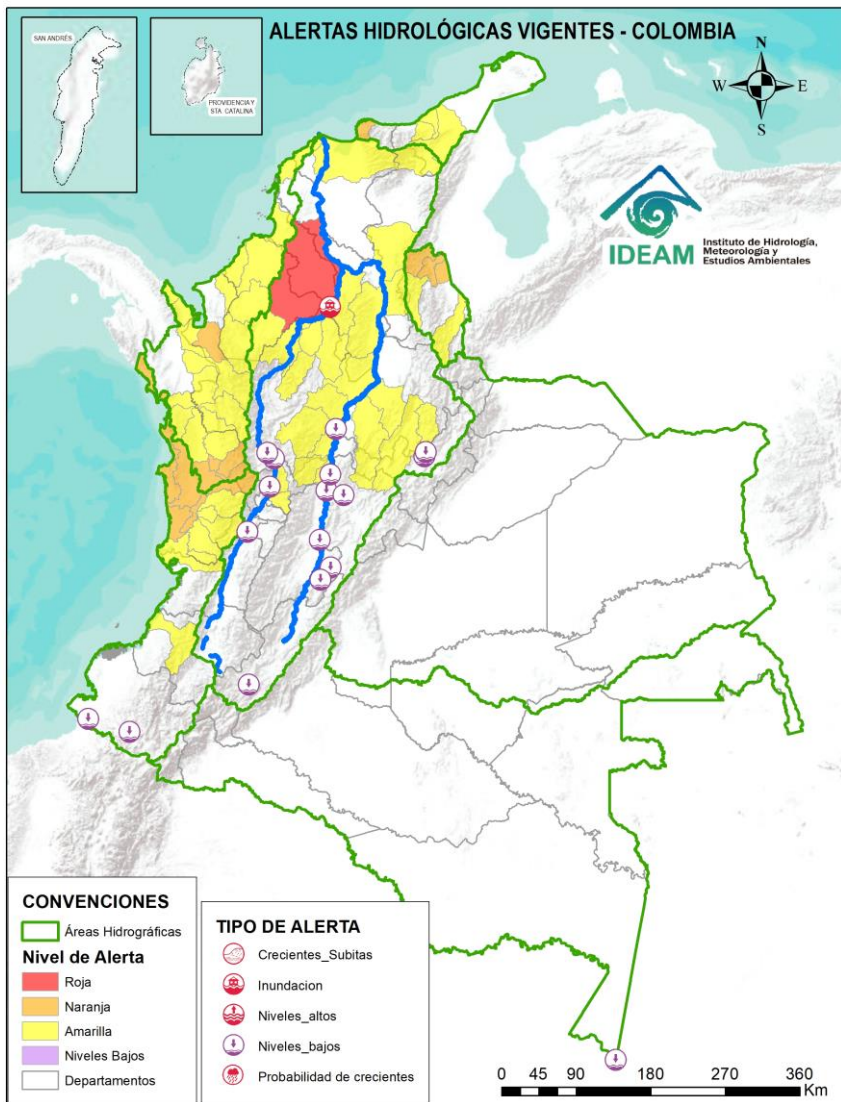 ALERTAS HIDROLÓGICAS VIGENTES - COLOMBIA
SAN ANDRÉS
PROVIDENCIA Y
STA. CATALINA
N
W
E
S
IDEAM
Instituto de Hidrología,
Meteorología y
Estudios Ambientales
CONVENCIONES
Áreas Hidrográficas
Nivel de Alerta
Roja
Naranja
Amarilla
Niveles Bajos
Departamentos
TIPO DE ALERTA
Crecientes_Subitas
Inundacion
Niveles_altos
Niveles_bajos
Probabilidad de crecientes
0 45 90 180 270 360
Km